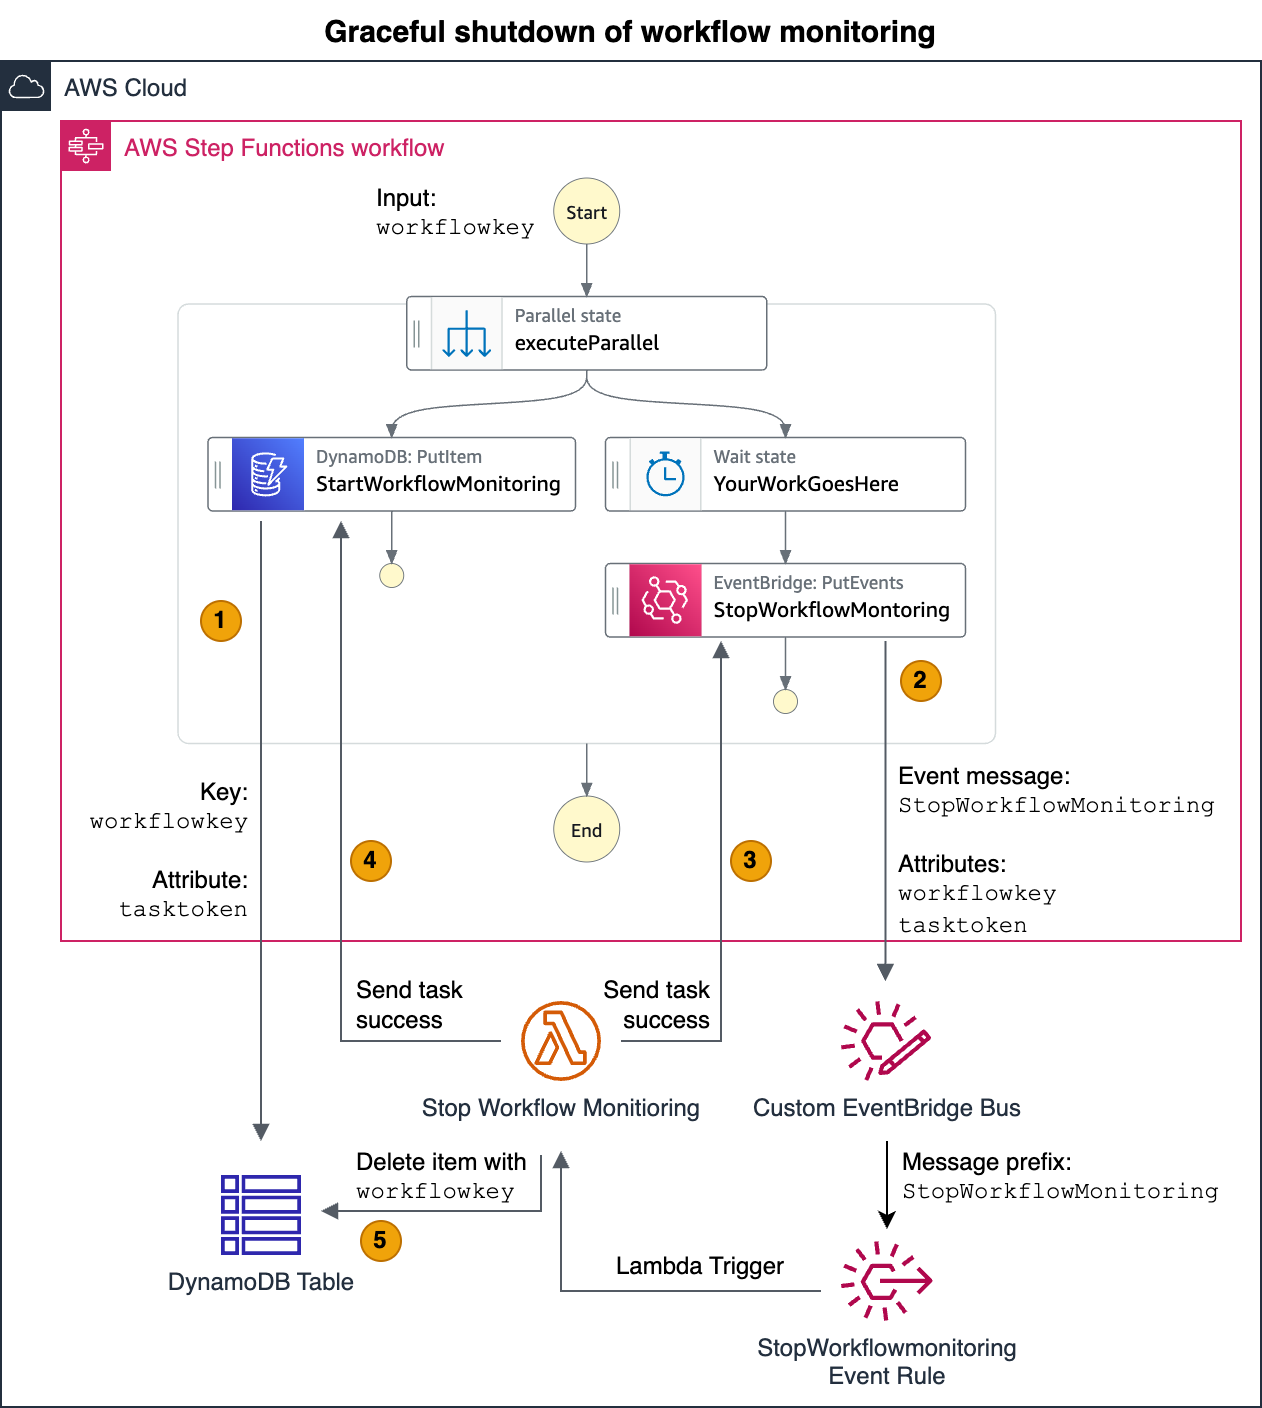 Graceful shutdown of workflow monitoring
AWS Cloud
AWS Step Functions workflow
Input:
workflowkey
Start
Parallel state
executeParallel
DynamoDB: PutItem
StartWorkflowMonitoring
Wait state
YourWorkGoesHere
EventBridge: PutEvents
StopWorkflowMontoring
1
2
Key:
workflowkey
Attribute:
tasktoken
4
End
3
Event message:
StopWorkflowMonitoring
Attributes:
workflowkey
tasktoken
Send task
success
Send task
success
Stop Workflow Monitioring
Custom EventBridge Bus
Delete item with
workflowkey
5
Message prefix:
StopWorkflowMonitoring
DynamoDB Table
Lambda Trigger
StopWorkflowmonitoring
Event Rule